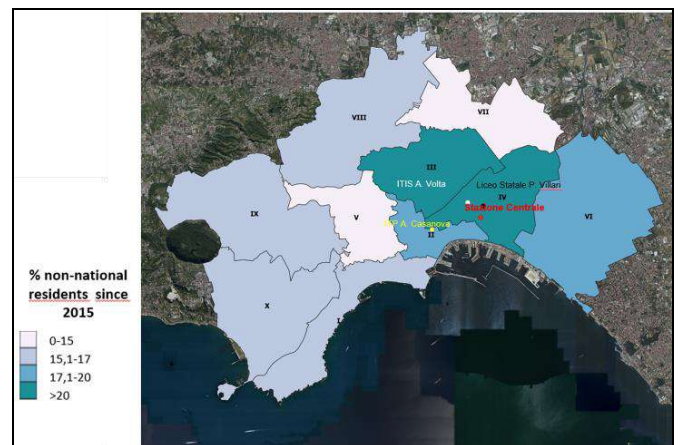 VII
VIII
III
ITIS A. Volta
Liceo Statale P. Villari
IV
Stazione Centrale
IX
V
A. Casanova
II
VI
X
I
% non-national
residents since
2015
0-15
15,1-17
17,1-20
>20